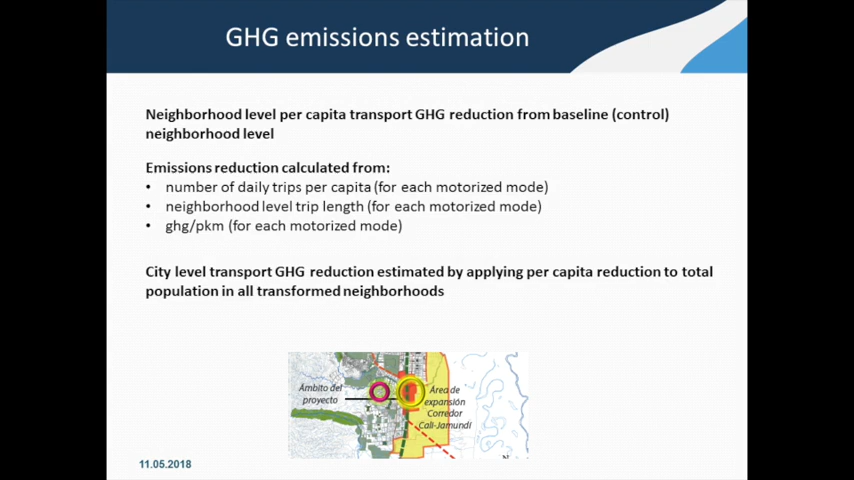 GHG emissions estimation
Neighborhood level per capita transport GHG reduction from baseline (control)
neighborhood level
Emissions reduction calculated from:
• number of daily trips per capita (for each motorized mode)
• neighborhood level trip length (for each motorized mode)
• ghg/pkm (for each motorized mode)
City level transport GHG reduction estimated by applying per capita reduction to total
population in all transformed neighborhoods
Ámbito del
proyecto
Área de
expansión
Corredor
Cali-Jamundí
N
11.05.2018